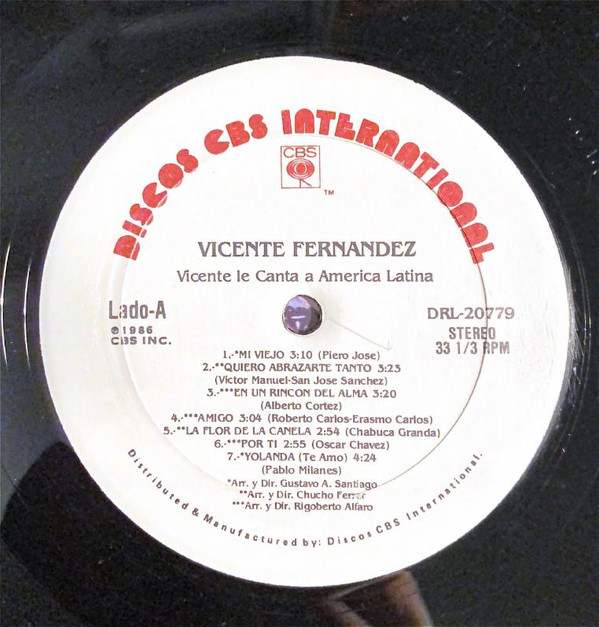 DISCOS CBS INTERNATIONAL
CBS
TM
VICENTE FERNANDEZ
Vicente le Canta a America Latina
Lado-A
℗1986
CBS INC.
DRL-20779
STEREO
33 1/3 RPM
1.-*MI VIEJO 3:10 (Piero Jose)
2.-**QUIERO ABRAZARTE TANTO 3:23
(Victor Manuel-San Jose Sanchez)
3.-***EN UN RINCON DEL ALMA 3:20
(Alberto Cortez)
4.-***AMIGO 3:04 (Roberto Carlos-Erasmo Carlos)
5.-**LA FLOR DE LA CANELA 2:54 (Chabuca Granda)
6.-***POR TI 2:55 (Oscar Chavez)
7.-*YOLANDA (Te Amo) 4:24
(Pablo Milanes)
*Arr. y Dir. Gustavo A. Santiago
**Arr. y Dir. Chucho Ferrer
***Arr. y Dir. Rigoberto Alfaro
Distributed & Manufactured by: Discos CBS International.